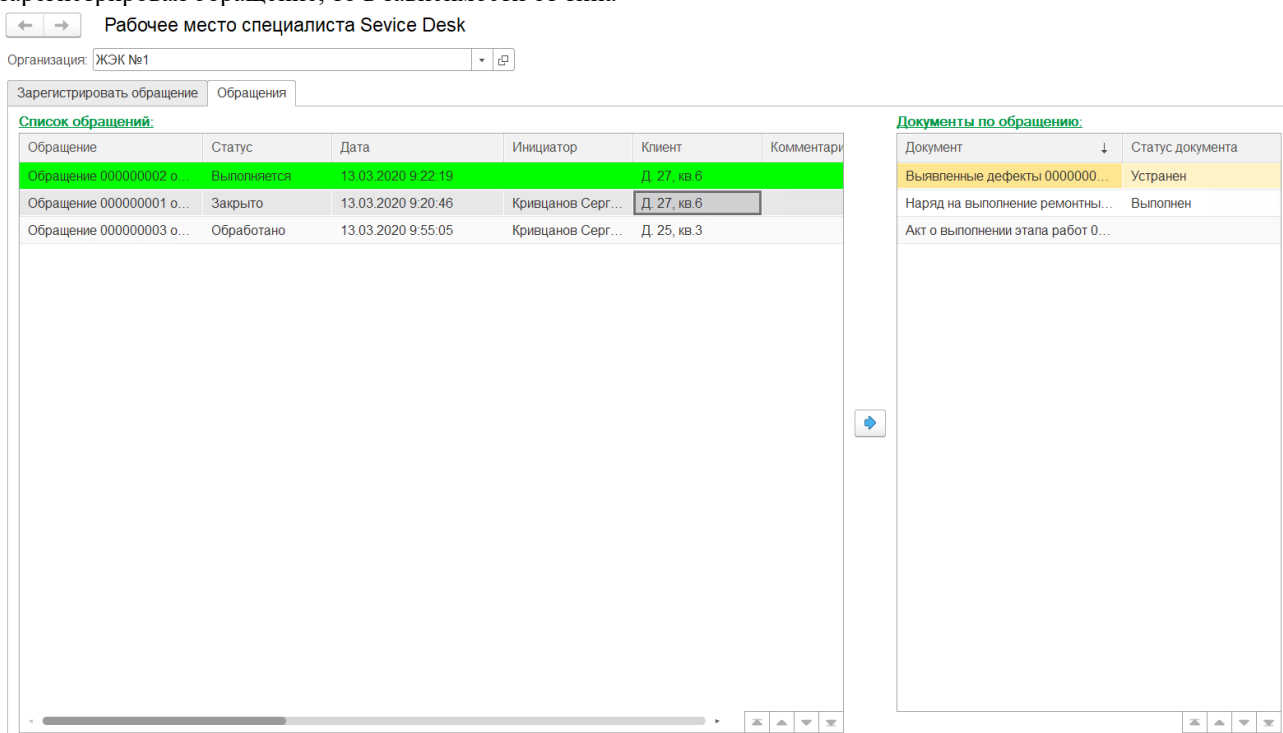 Рабочее место специалиста Sevice Desk
Организация: ЖЭК №1
Зарегистрировать обращение Обращения
Список обращений: Документы по обращению:
Обращение Статус Дата Инициатор Клиент Комментари Документ ↓ Статус документа
Обращение 000000002 о... Выполняется 13.03.2020 9:22:19 Д. 27, кв.6 Выявленные дефекты 0000000... Устранен
Обращение 000000001 о... Закрыто 13.03.2020 9:20:46 Кривцанов Серг... Д. 27, кв.6 Наряд на выполнение ремонтны... Выполнен
Обращение 000000003 о... Обработано 13.03.2020 9:55:05 Кривцанов Серг... Д. 25, кв.3 Акт о выполнении этапа работ 0...